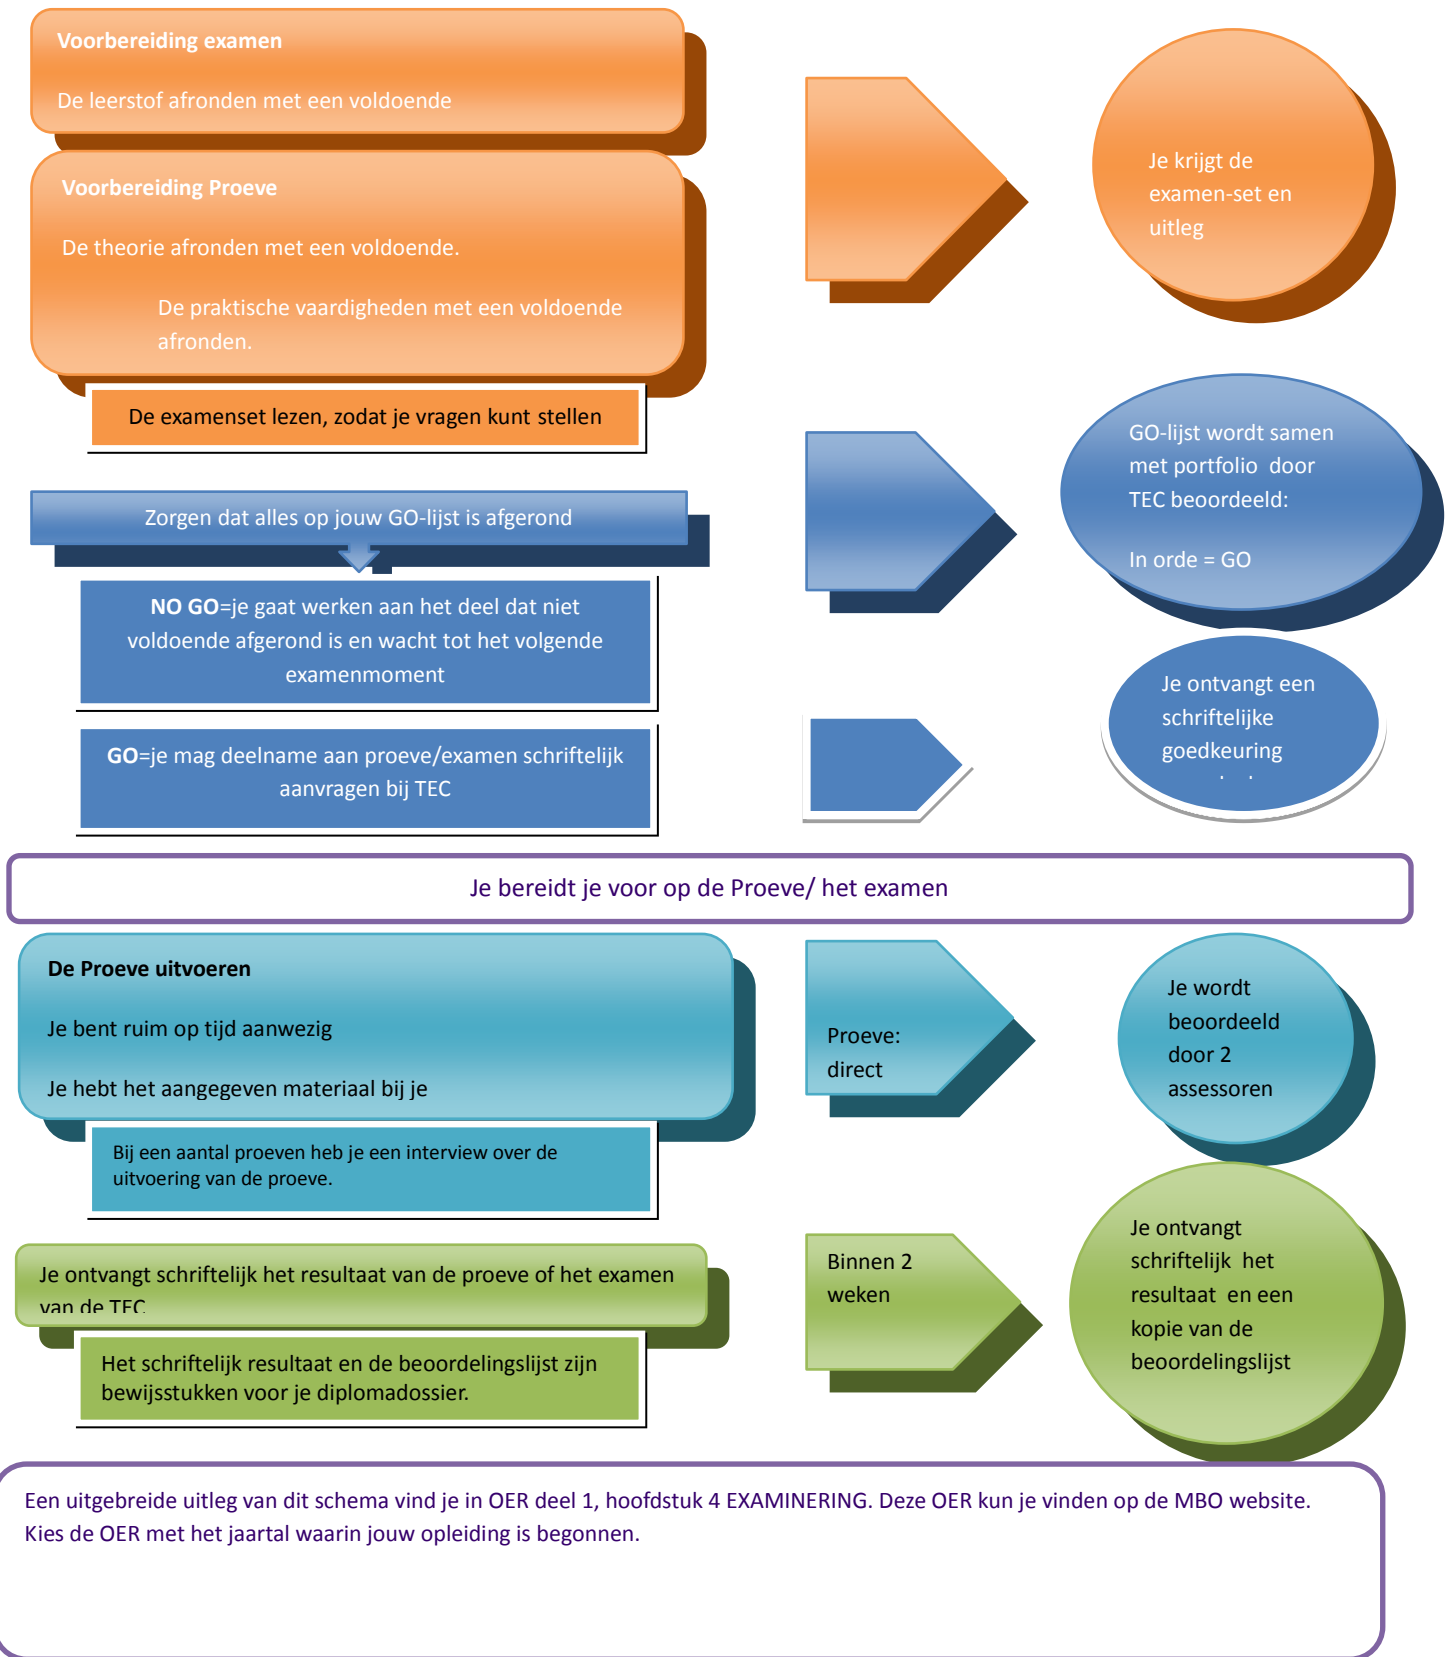 Voorbereiding examen
De leerstof afronden met een voldoende
Voorbereiding Proeve
De theorie afronden met een voldoende.
De praktische vaardigheden met een voldoende
afronden.
De examenset lezen, zodat je vragen kunt stellen
Je krijgt de
examen-set en
uitleg
Zorgen dat alles op jouw GO-lijst is afgerond
NO GO=je gaat werken aan het deel dat niet
voldoende afgerond is en wacht tot het volgende
examenmoment
GO=je mag deelname aan proeve/examen schriftelijk
aanvragen bij TEC
GO-lijst wordt samen
met portfolio door
TEC beoordeeld:
In orde = GO
Je ontvangt een
schriftelijke
goedkeuring
Je bereidt je voor op de Proeve/ het examen
De Proeve uitvoeren
Je bent ruim op tijd aanwezig
Je hebt het aangegeven materiaal bij je
Bij een aantal proeven heb je een interview over de
uitvoering van de proeve.
Proeve:
direct
Je wordt
beoordeeld
door 2
assessoren
Je ontvangt schriftelijk het resultaat van de proeve of het examen
van de TEC
Het schriftelijk resultaat en de beoordelingslijst zijn
bewijsstukken voor je diplomadossier.
Binnen 2
weken
Je ontvangt
schriftelijk het
resultaat en een
kopie van de
beoordelingslijst
Een uitgebreide uitleg van dit schema vind je in OER deel 1, hoofdstuk 4 EXAMINERING. Deze OER kun je vinden op de MBO website.
Kies de OER met het jaartal waarin jouw opleiding is begonnen.